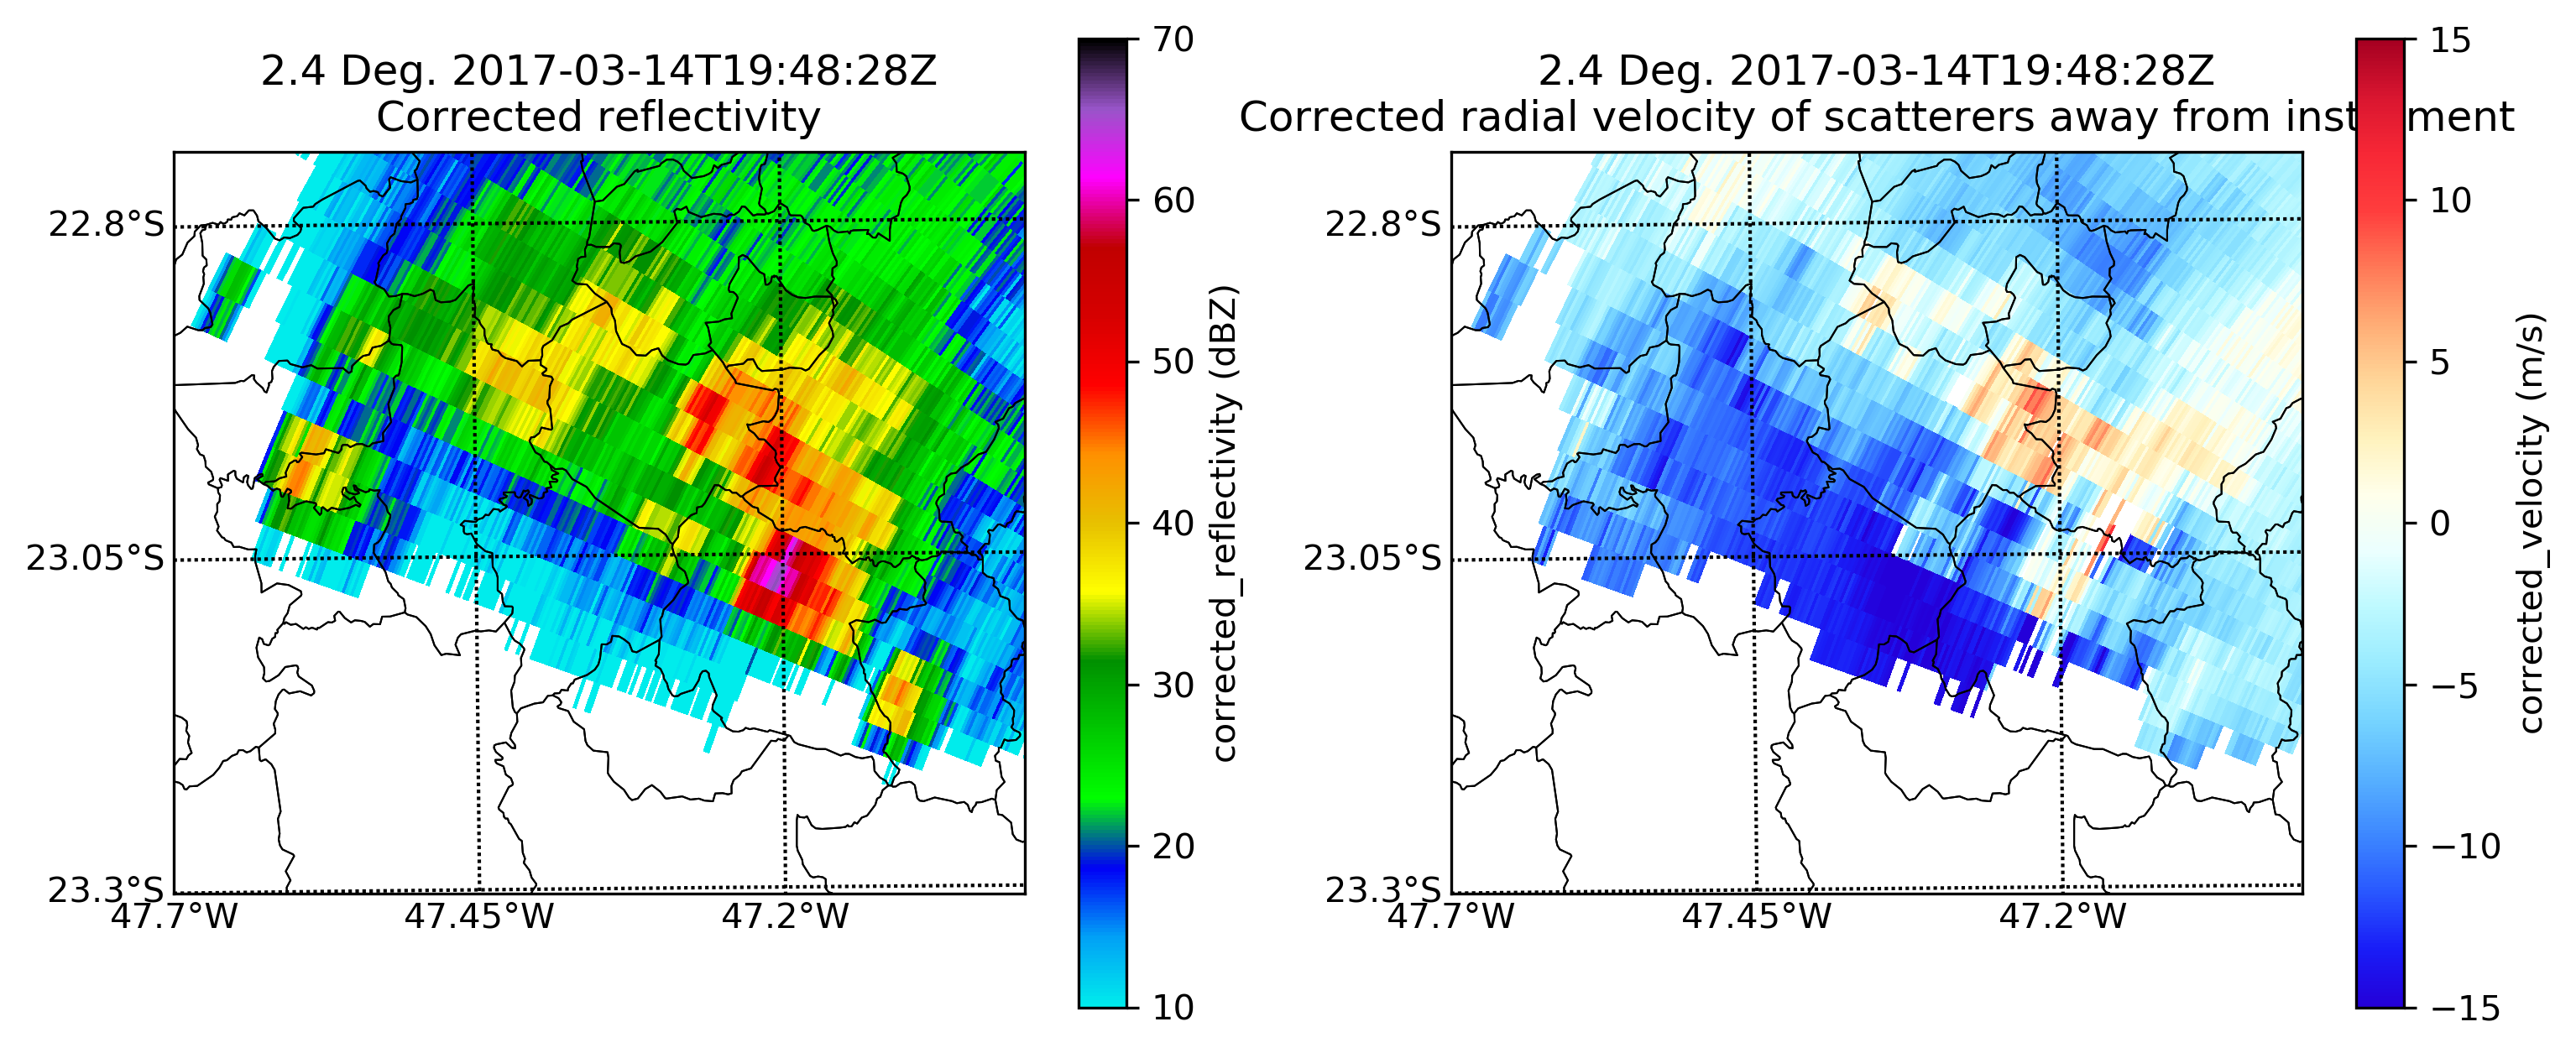 2.4 Deg. 2017-03-14T19:48:28Z
Corrected reflectivity
22.8°S
23.05°S
23.3°S
47.7°W
47.45°W
47.2°W
70
60
50
40
30
20
10
corrected_reflectivity (dBZ)
2.4 Deg. 2017-03-14T19:48:28Z
Corrected radial velocity of scatterers away from inst ment
22.8°S
23.05°S
23.3°S
47.7°W
47.45°W
47.2°W
15
10
5
0
−5
−10
−15
corrected_velocity (m/s)